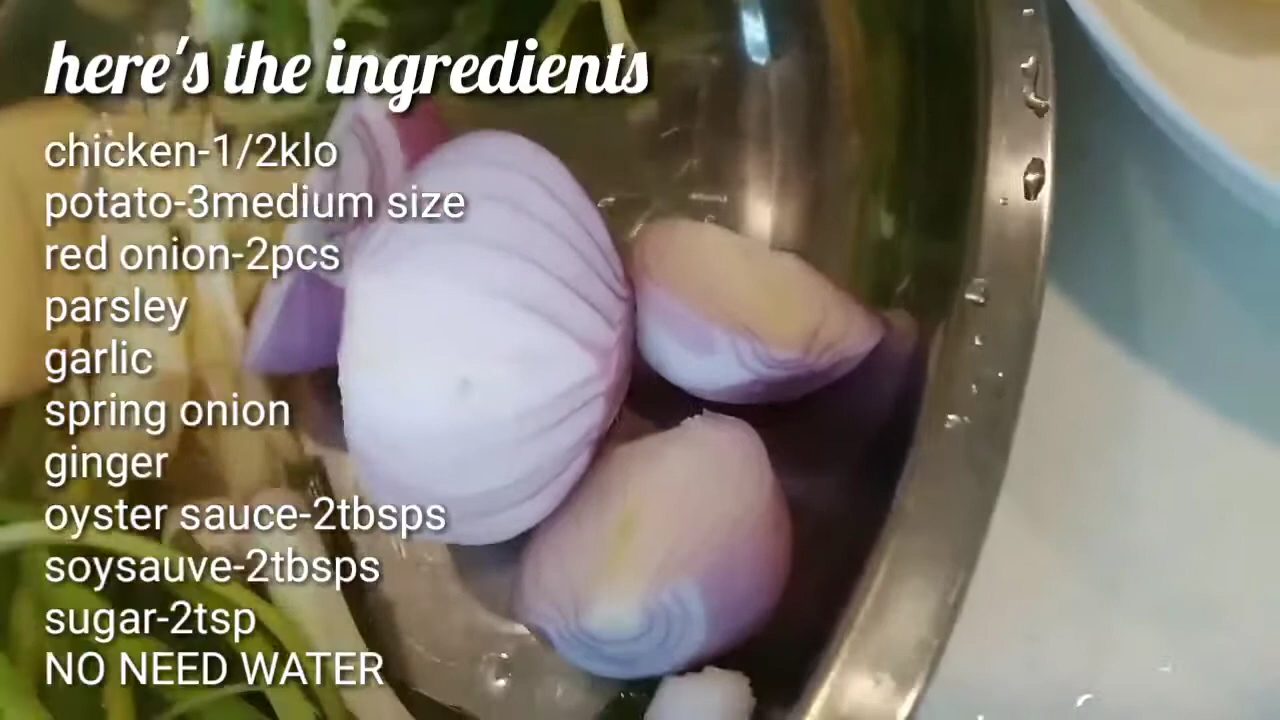 here's the ingredients
chicken-1/2klo
potato-3medium size
red onion-2pcs
parsley
garlic
spring onion
ginger
oyster sauce-2tbsps
soysauve-2tbsps
sugar-2tsp
NO NEED WATER